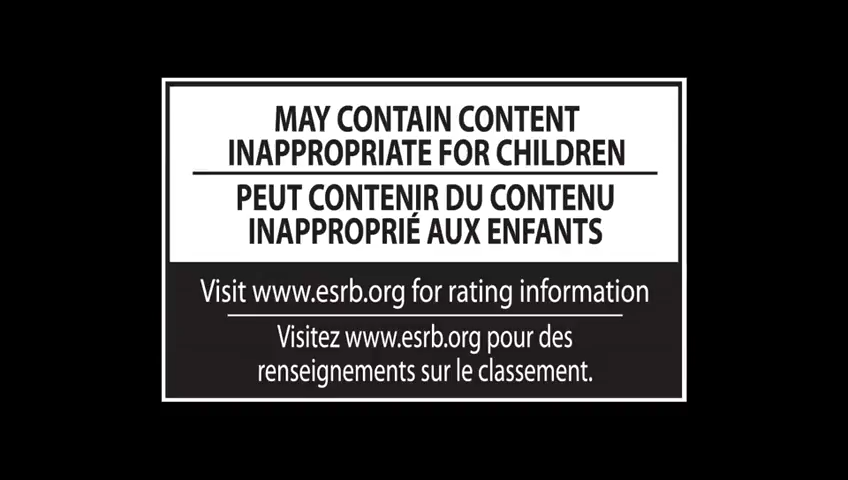 MAY CONTAIN CONTENT
INAPPROPRIATE FOR CHILDREN
PEUT CONTENIR DU CONTENU
INAPPROPRIÉ AUX ENFANTS
Visit www.esrb.org for rating information
Visitez www.esrb.org pour des
renseignements sur le classement.